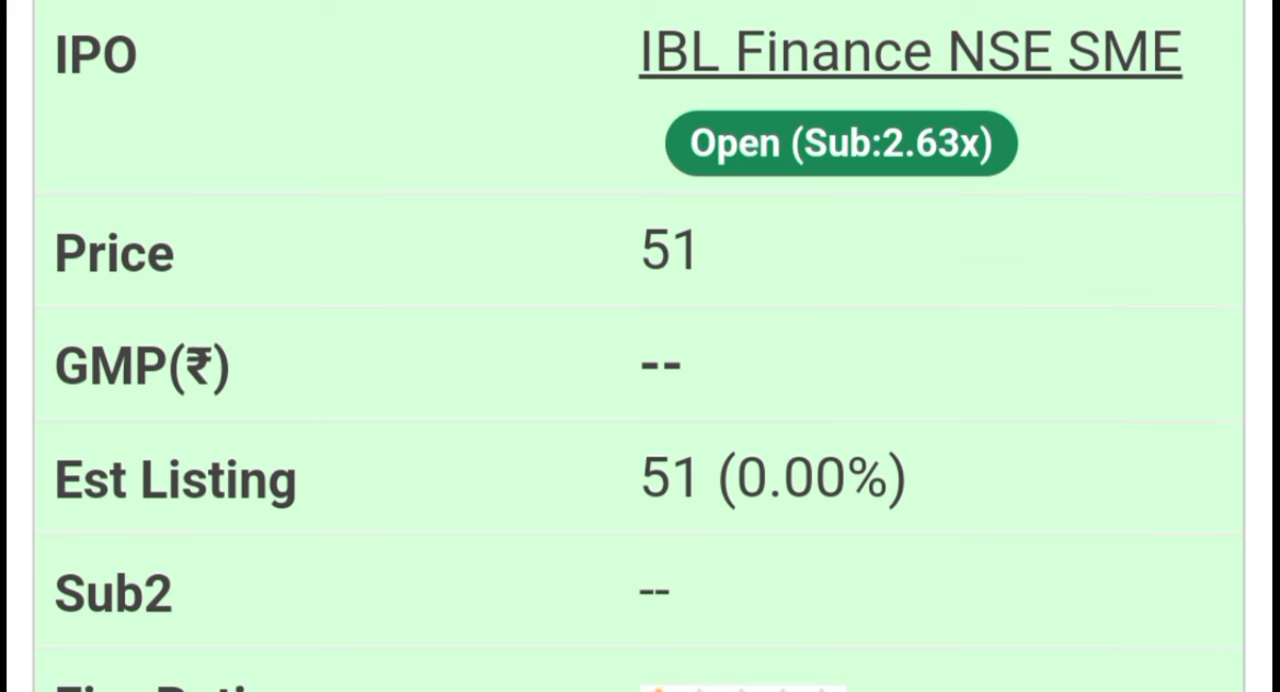 IPO IBL Finance NSE SME
Open (Sub:2.63x)
Price 51
GMP(₹) --
Est Listing 51 (0.00%)
Sub2 --